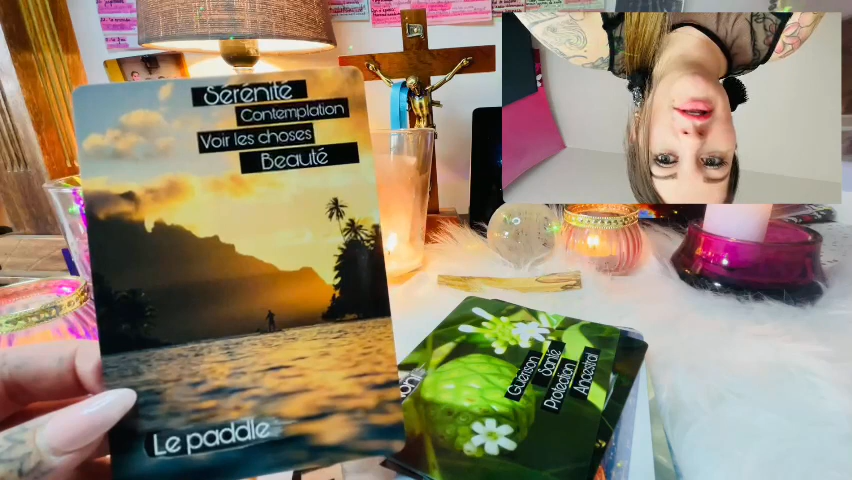 Sérénité
Contemplation
Voir les choses
Beauté
Le paddle
Guérison
Santé
Protection
Ancestral